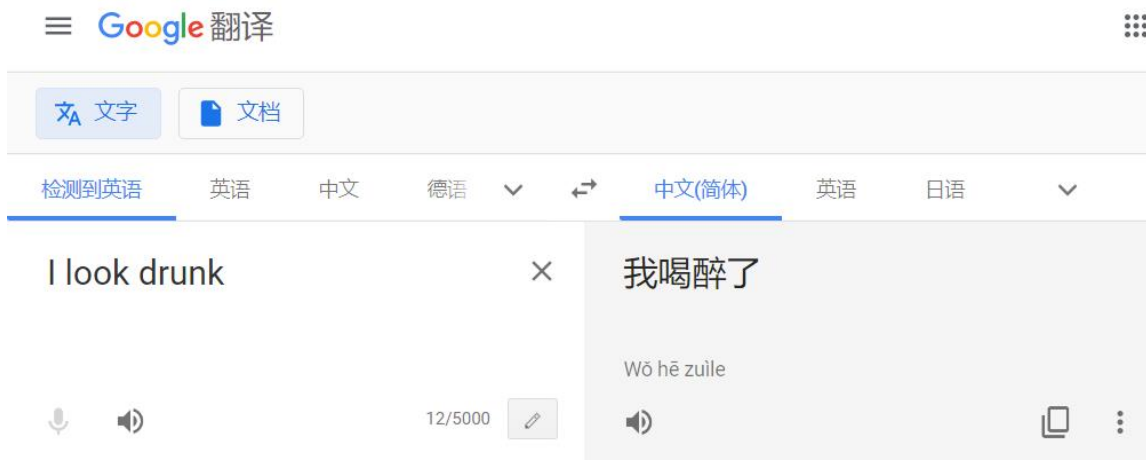 Google 翻译
文字 文档
检测到英语 英语 中文 德语 中文(简体) 英语 日语
I look drunk 我喝醉了
Wǒ hē zuìle
12/5000